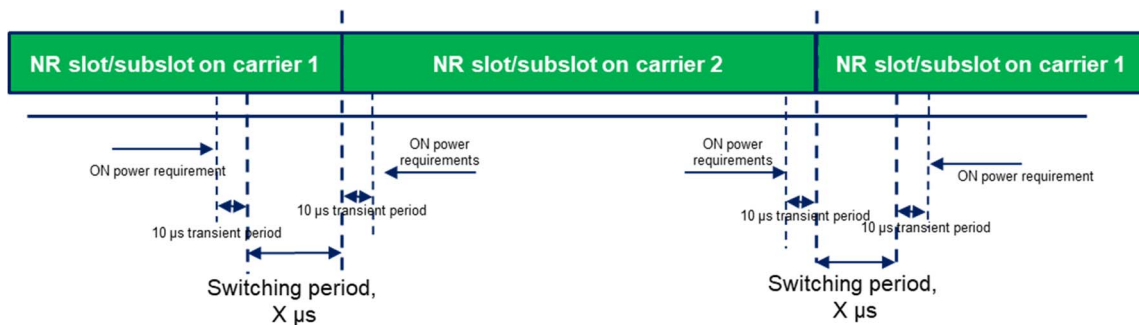 NR slot/subslot on carrier 1
NR slot/subslot on carrier 2
NR slot/subslot on carrier 1
ON power requirement
ON power
requirements
ON power
requirements
ON power requirement
10 µs transient period
10 µs transient period
10 µs transient period
10 µs transient period
Switching period,
X µs
Switching period,
X µs